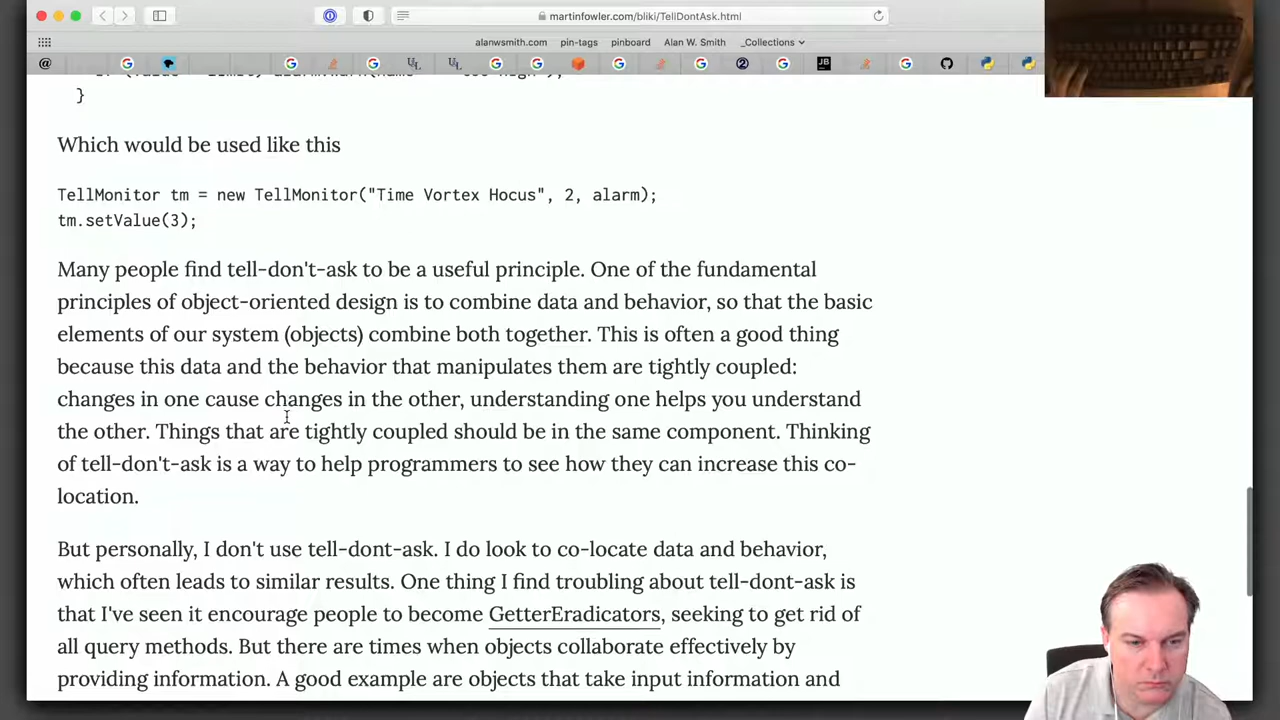 martinfowler.com/bliki/TellDontAsk.html
alanwsmith.com pin-tags pinboard Alan W. Smith _Collections
}
Which would be used like this
TellMonitor tm = new TellMonitor("Time Vortex Hocus", 2, alarm);
tm.setValue(3);
Many people find tell-don't-ask to be a useful principle. One of the fundamental
principles of object-oriented design is to combine data and behavior, so that the basic
elements of our system (objects) combine both together. This is often a good thing
because this data and the behavior that manipulates them are tightly coupled:
changes in one cause changes in the other, understanding one helps you understand
the other. Things that are tightly coupled should be in the same component. Thinking
of tell-don't-ask is a way to help programmers to see how they can increase this co-
location.
But personally, I don't use tell-dont-ask. I do look to co-locate data and behavior,
which often leads to similar results. One thing I find troubling about tell-dont-ask is
that I've seen it encourage people to become GetterEradicators, seeking to get rid of
all query methods. But there are times when objects collaborate effectively by
providing information. A good example are objects that take input information and